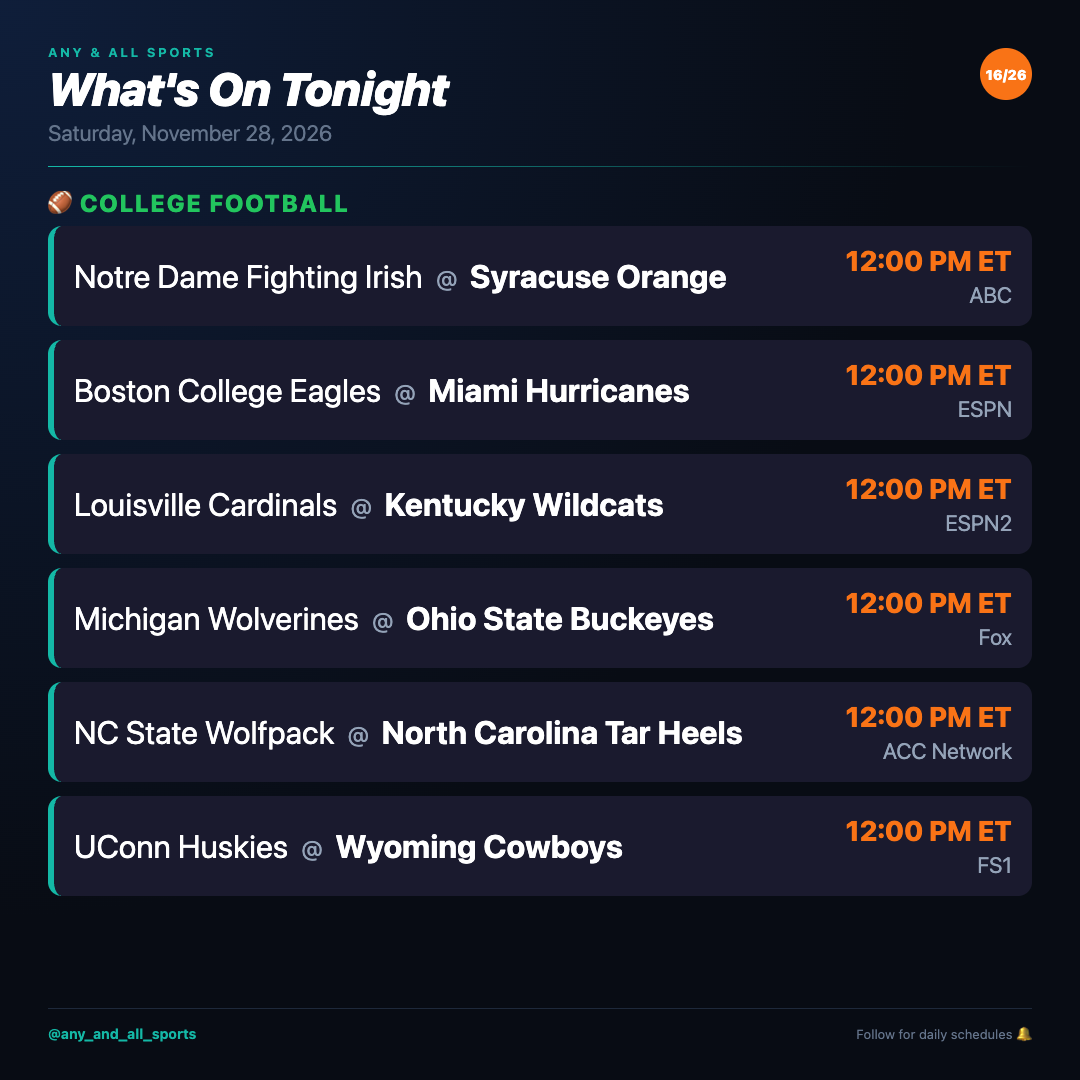 ANY & ALL SPORTS
What's On Tonight
Saturday, November 28, 2026
16/26
🏈 COLLEGE FOOTBALL
Notre Dame Fighting Irish @ Syracuse Orange
12:00 PM ET
ABC
Boston College Eagles @ Miami Hurricanes
12:00 PM ET
ESPN
Louisville Cardinals @ Kentucky Wildcats
12:00 PM ET
ESPN2
Michigan Wolverines @ Ohio State Buckeyes
12:00 PM ET
Fox
NC State Wolfpack @ North Carolina Tar Heels
12:00 PM ET
ACC Network
UConn Huskies @ Wyoming Cowboys
12:00 PM ET
FS1
@any_and_all_sports
Follow for daily schedules 🔔